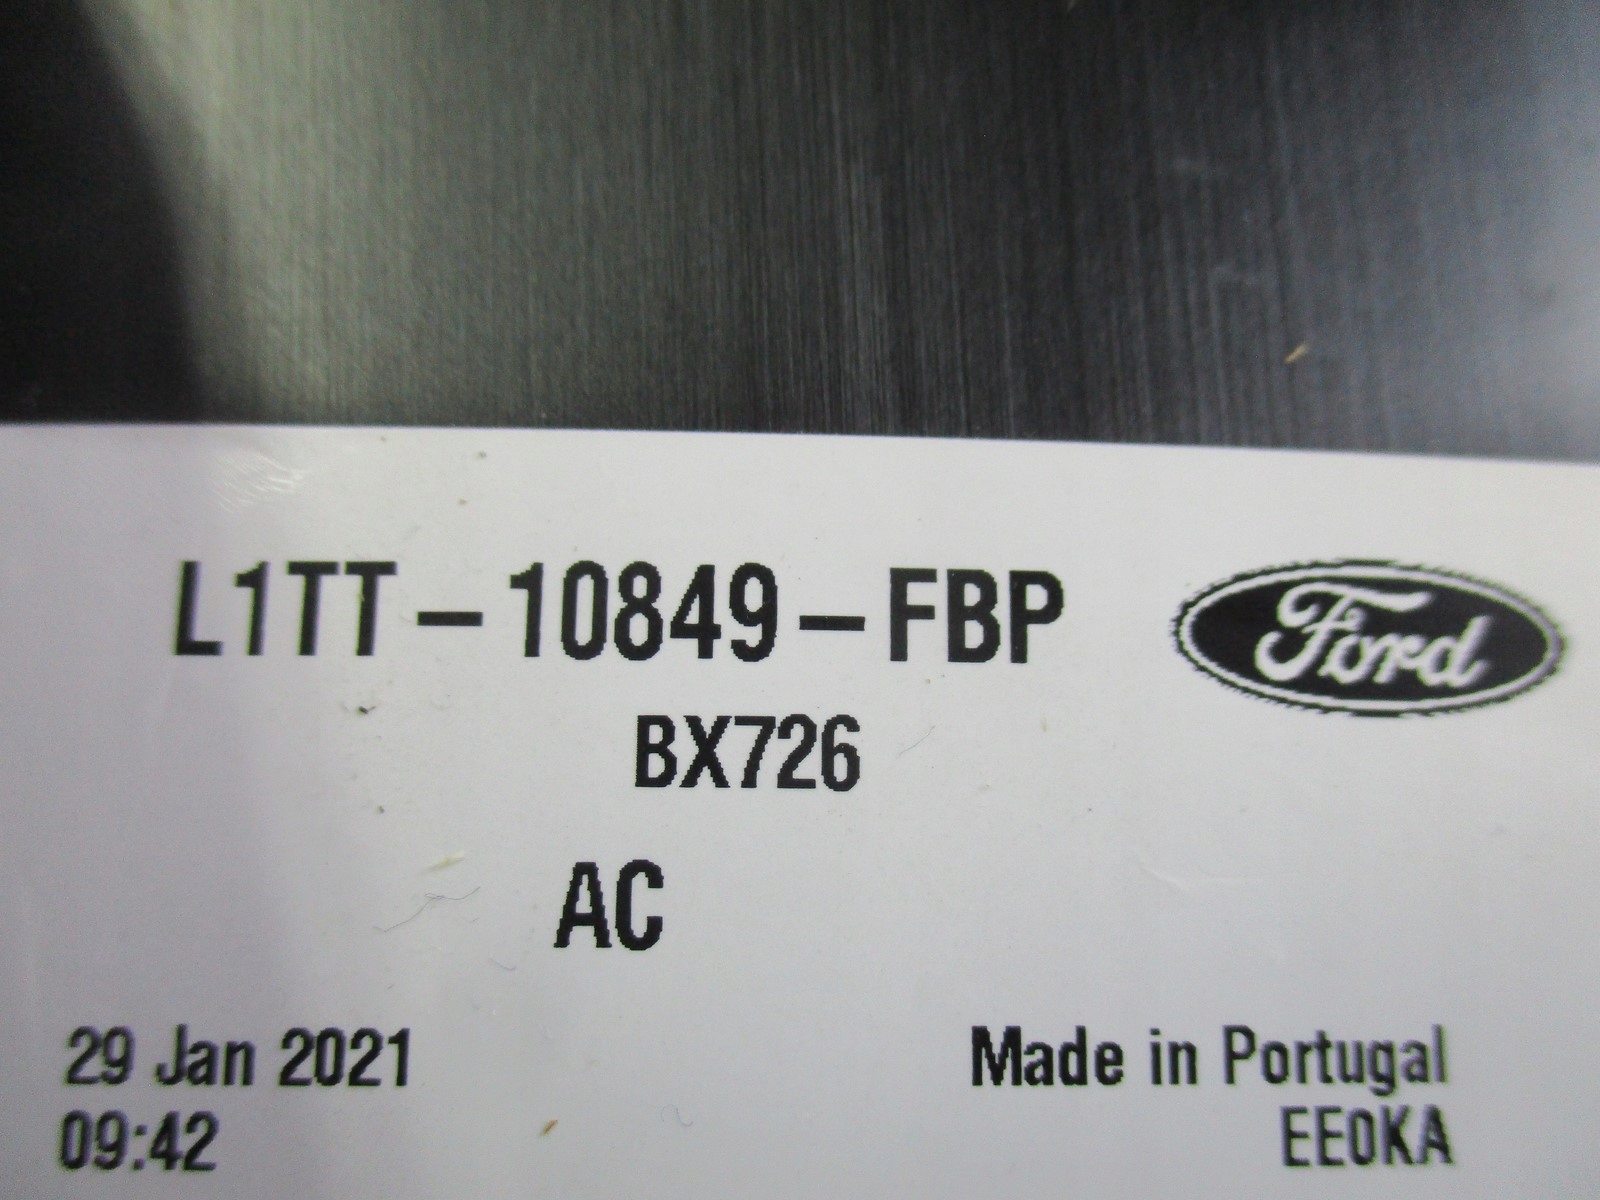 L1TT-10849-FBP
Ford
BX726
AC
29 Jan 2021
Made in Portugal
09:42
EE0KA